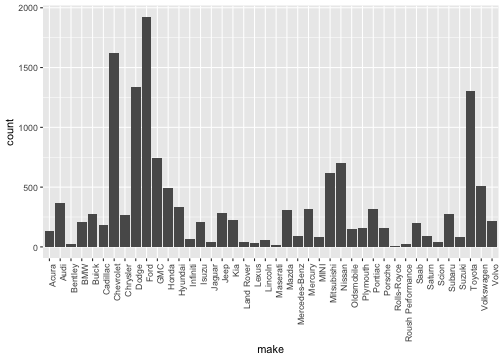 2000
1500
1000
500
0
count
Acura
Audi
Bentley
BMW
Buick
Cadillac
Chevrolet
Chrysler
Dodge
Ford
GMC
Honda
Hyundai
Infiniti
Isuzu
Jaguar
Jeep
Kia
Land Rover
Lexus
Lincoln
Maserati
Mazda
Mercedes-Benz
Mercury
MINI
Mitsubishi
Nissan
Oldsmobile
Plymouth
Pontiac
Porsche
Rolls-Royce
Roush Performance
Saab
Saturn
Scion
Subaru
Suzuki
Toyota
Volkswagen
Volvo
make